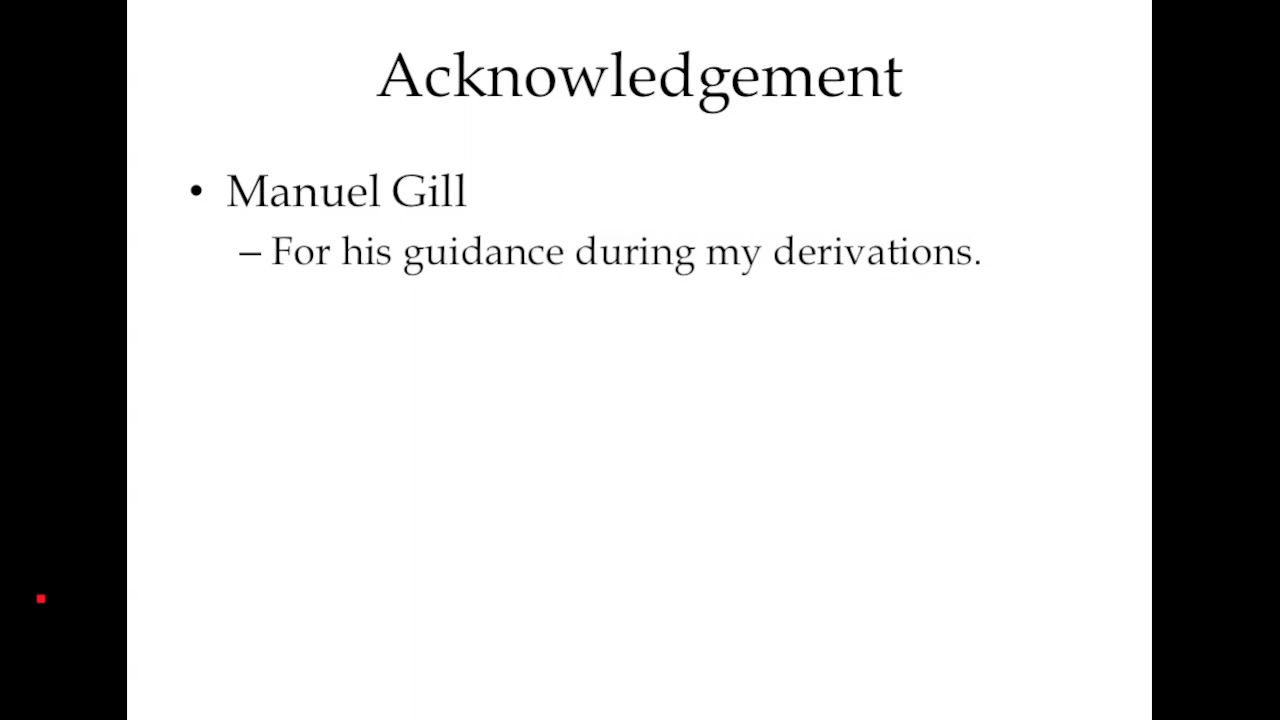 Acknowledgement
• Manuel Gill
– For his guidance during my derivations.